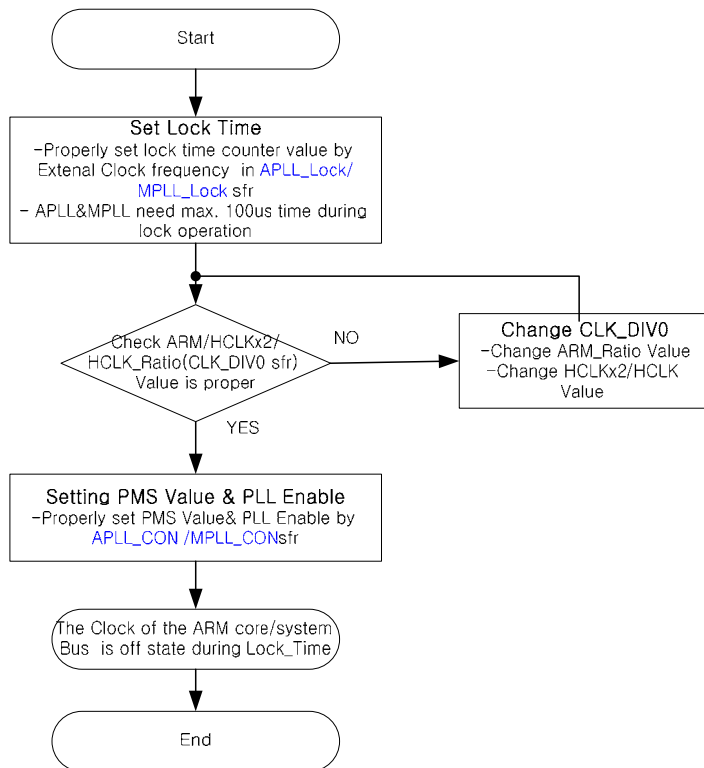 Start
Set Lock Time
-Properly set lock time counter value by
Extenal Clock frequency in APLL_Lock/
MPLL_Lock sfr
- APLL&MPLL need max. 100us time during
lock operation
Check ARM/HCLKx2/
HCLK_Ratio(CLK_DIV0 sfr)
Value is proper
NO
Change CLK_DIV0
-Change ARM_Ratio Value
-Change HCLKx2/HCLK
Value
YES
Setting PMS Value & PLL Enable
-Properly set PMS Value& PLL Enable by
APLL_CON /MPLL_CONsfr
The Clock of the ARM core/system
Bus is off state during Lock_Time
End